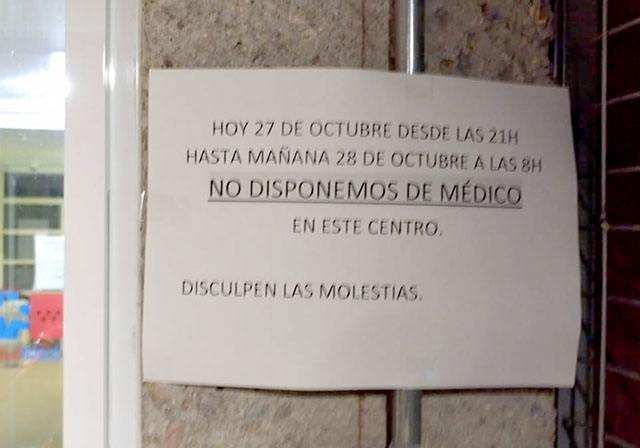 HOY 27 DE OCTUBRE DESDE LAS 21H
HASTA MAÑANA 28 DE OCTUBRE A LAS 8H
NO DISPONEMOS DE MÉDICO
EN ESTE CENTRO.
DISCULPEN LAS MOLESTIAS.